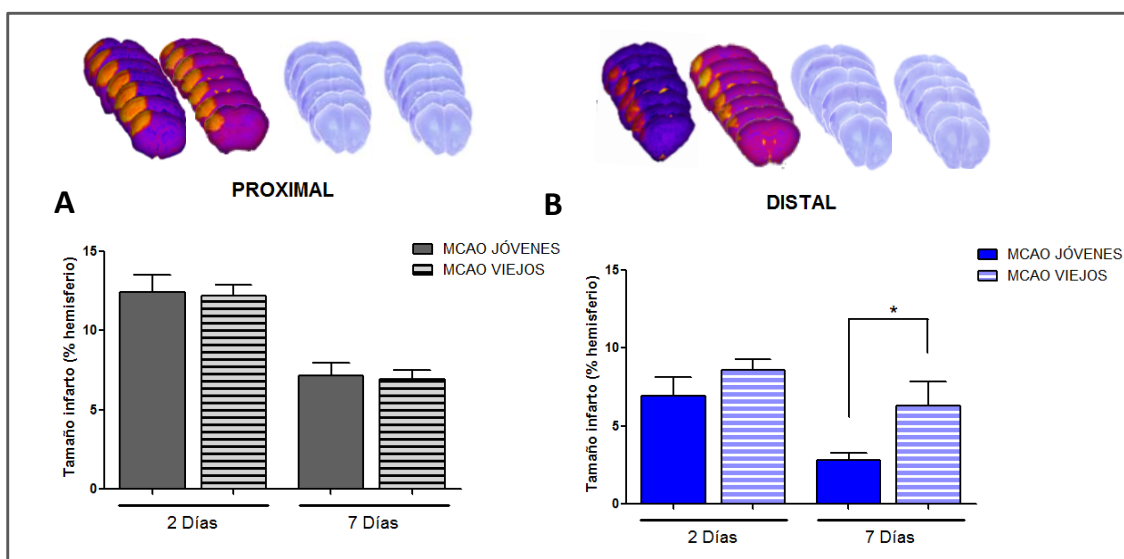 PROXIMAL
A
MCAO JÓVENES
MCAO VIEJOS
Tamaño infarto (% hemisferio)
15
10
5
0
2 Días
7 Días
DISTAL
B
MCAO JÓVENES
MCAO VIEJOS
Tamaño infarto (% hemisferio)
15
10
5
0
*
2 Días
7 Días